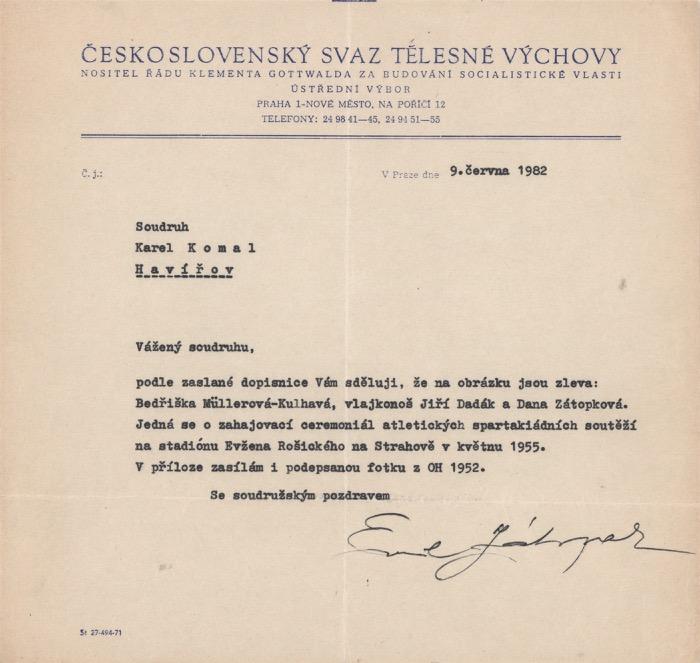 ČESKOSLOVENSKÝ SVAZ TĚLESNÉ VÝCHOVY
NOSITEL ŘÁDU KLEMENTA GOTTWALDA ZA BUDOVÁNÍ SOCIALISTICKÉ VLASTI
ÚSTŘEDNÍ VÝBOR
PRAHA 1-NOVÉ MĚSTO, NA POŘÍČÍ 12
TELEFONY: 24 98 41—45, 24 94 51—55
Č. j.:
V Praze dne 9.června 1982
Soudruh
Karel K o m a l
H a v í ř o v
Vážený soudruhu,
podle zaslané dopisnice Vám sděluji, že na obrázku jsou zleva:
Bedřiška Müllerová-Kulhavá, vlajkonoš Jiří Dadák a Dana Zátopková.
Jedná se o zahajovací ceremoniál atletických spartakiádních soutěží
na stadiónu Evžena Rošického na Strahově v květnu 1955.
V příloze zasílám i podepsanou fotku z OH 1952.
Se soudružským pozdravem
Emil Zátopek
St 27-494-71